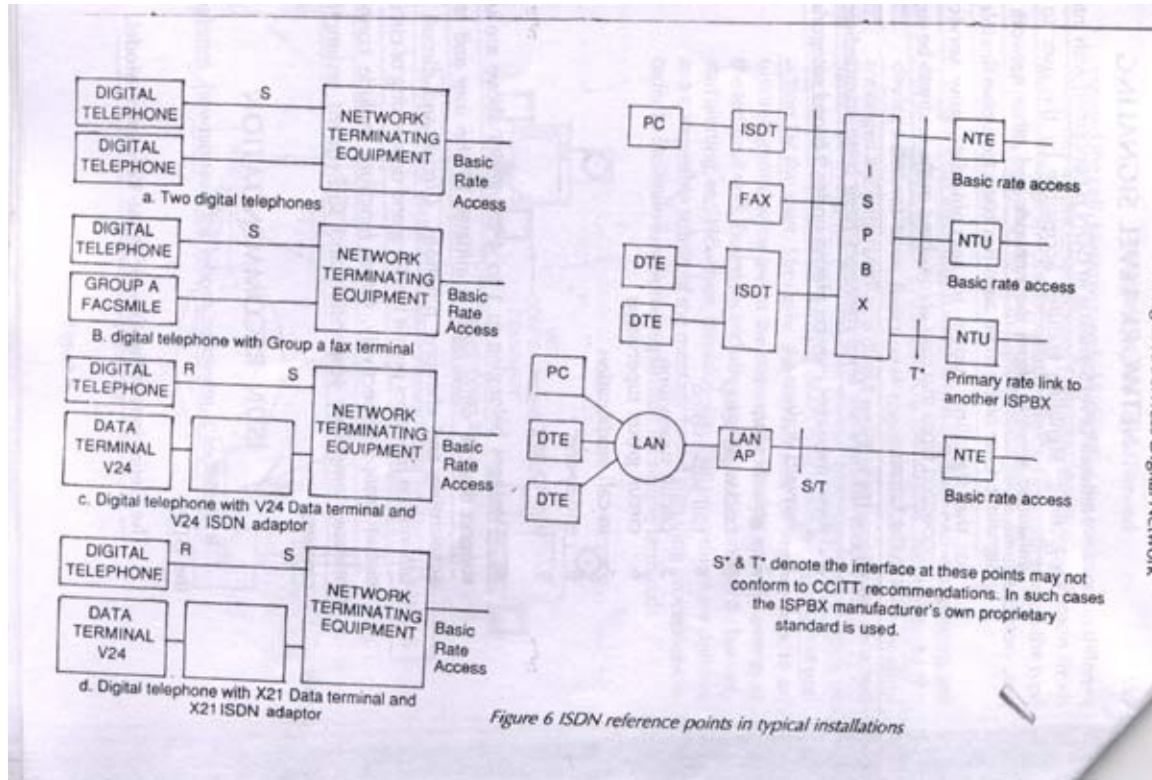 DIGITAL
TELEPHONE
S
DIGITAL
TELEPHONE
NETWORK
TERMINATING
EQUIPMENT
Basic
Rate
Access
a. Two digital telephones
DIGITAL
TELEPHONE
S
GROUP A
FACSMILE
NETWORK
TERMINATING
EQUIPMENT
Basic
Rate
Access
B. digital telephone with Group a fax terminal
DIGITAL
TELEPHONE
R
S
DATA
TERMINAL
V24
NETWORK
TERMINATING
EQUIPMENT
Basic
Rate
Access
c. Digital telephone with V24 Data terminal and
V24 ISDN adaptor
DIGITAL
TELEPHONE
R
S
DATA
TERMINAL
V24
NETWORK
TERMINATING
EQUIPMENT
Basic
Rate
Access
d. Digital telephone with X21 Data terminal and
X21 ISDN adaptor
PC
ISDT
FAX
DTE
DTE
ISDT
I
S
P
B
X
NTE
Basic rate access
NTU
Basic rate access
NTU
T*
Primary rate link to
another ISPBX
PC
DTE
DTE
LAN
LAN
AP
S/T
NTE
Basic rate access
S* & T* denote the interface at these points may not
conform to CCITT recommendations. In such cases
the ISPBX manufacturer's own proprietary
standard is used.
Figure 6 ISDN reference points in typical installations